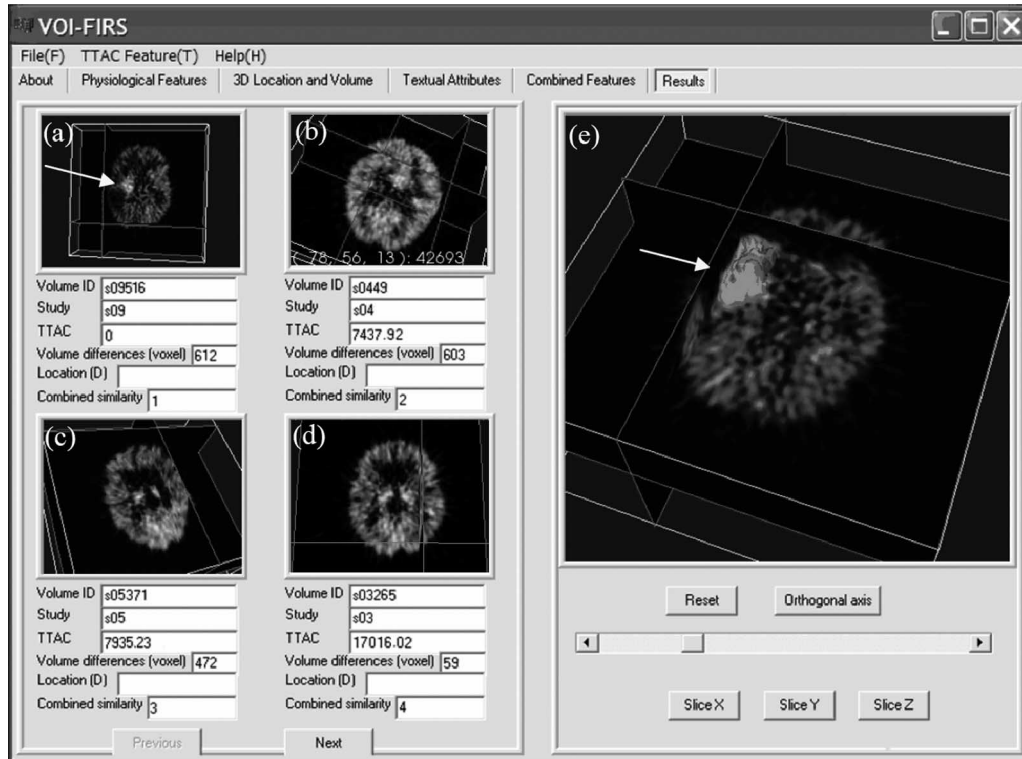 VOI-FIRS
File(F) TTAC Feature(T) Help(H)
About Physiological Features 3D Location and Volume Textual Attributes Combined Features Results
(a)
(b)
( 78, 56, 13 ): 42693
Volume ID s09516
Study s09
TTAC 0
Volume differences (voxel) 612
Location (D)
Combined similarity 1
Volume ID s0449
Study s04
TTAC 7437.92
Volume differences (voxel) 603
Location (D)
Combined similarity 2
(c)
(d)
Volume ID s05371
Study s05
TTAC 7935.23
Volume differences (voxel) 472
Location (D)
Combined similarity 3
Volume ID s03265
Study s03
TTAC 17016.02
Volume differences (voxel) 59
Location (D)
Combined similarity 4
Previous Next
(e)
Reset Orthogonal axis
Slice X Slice Y Slice Z